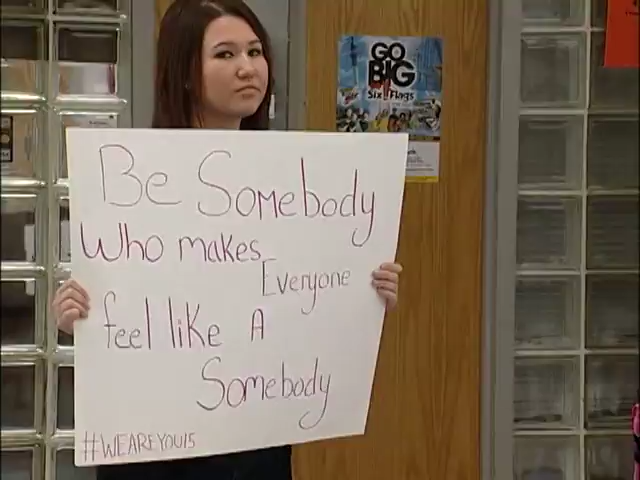 GO
BIG
Six Flags
Be Somebody
Who makes
Everyone
feel like A
Somebody
#WEAREYOU15